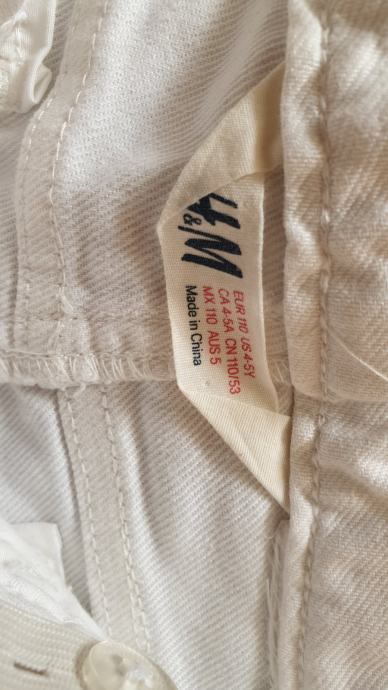 H&M
EUR 110 US 4-5Y
CA 4-5A CN 110/53
MX 110 AUS 5
Made in China